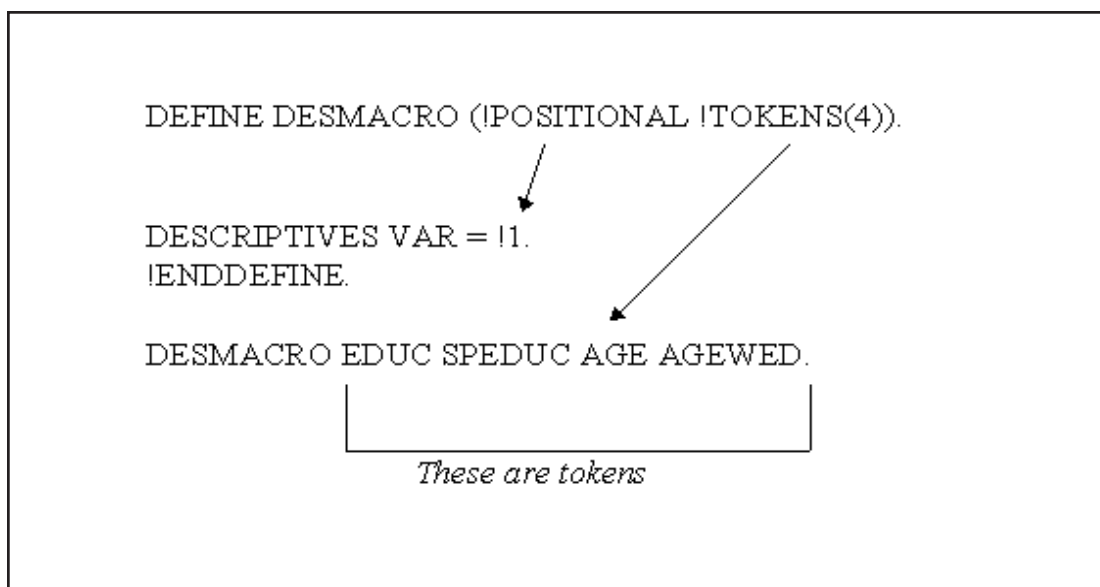 DEFINE DESMACRO (!POSITIONAL !TOKENS(4)).
DESCRIPTIVES VAR = !1.
!ENDDEFINE.
DESMACRO EDUC SPEDUC AGE AGEWED.
These are tokens